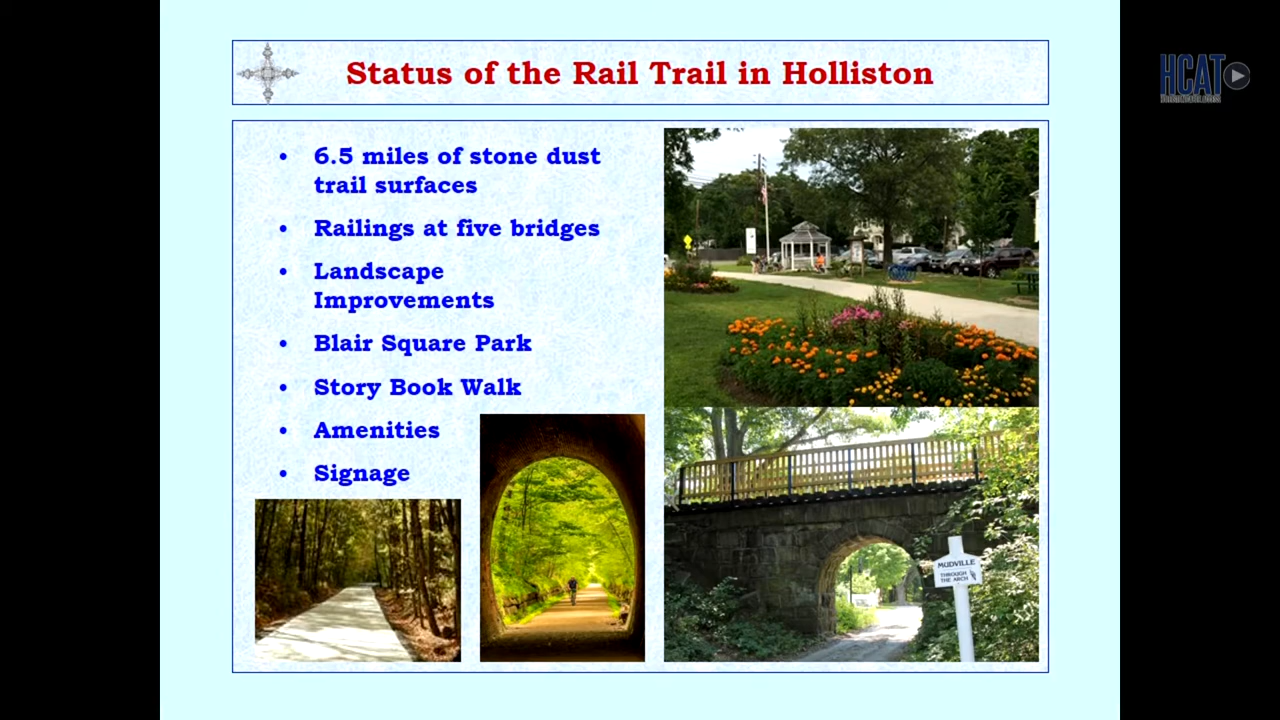 Status of the Rail Trail in Holliston
HCAT
• 6.5 miles of stone dust
trail surfaces
• Railings at five bridges
• Landscape
Improvements
• Blair Square Park
• Story Book Walk
• Amenities
• Signage
MUDVILLE
THROUGH
THE ARCH